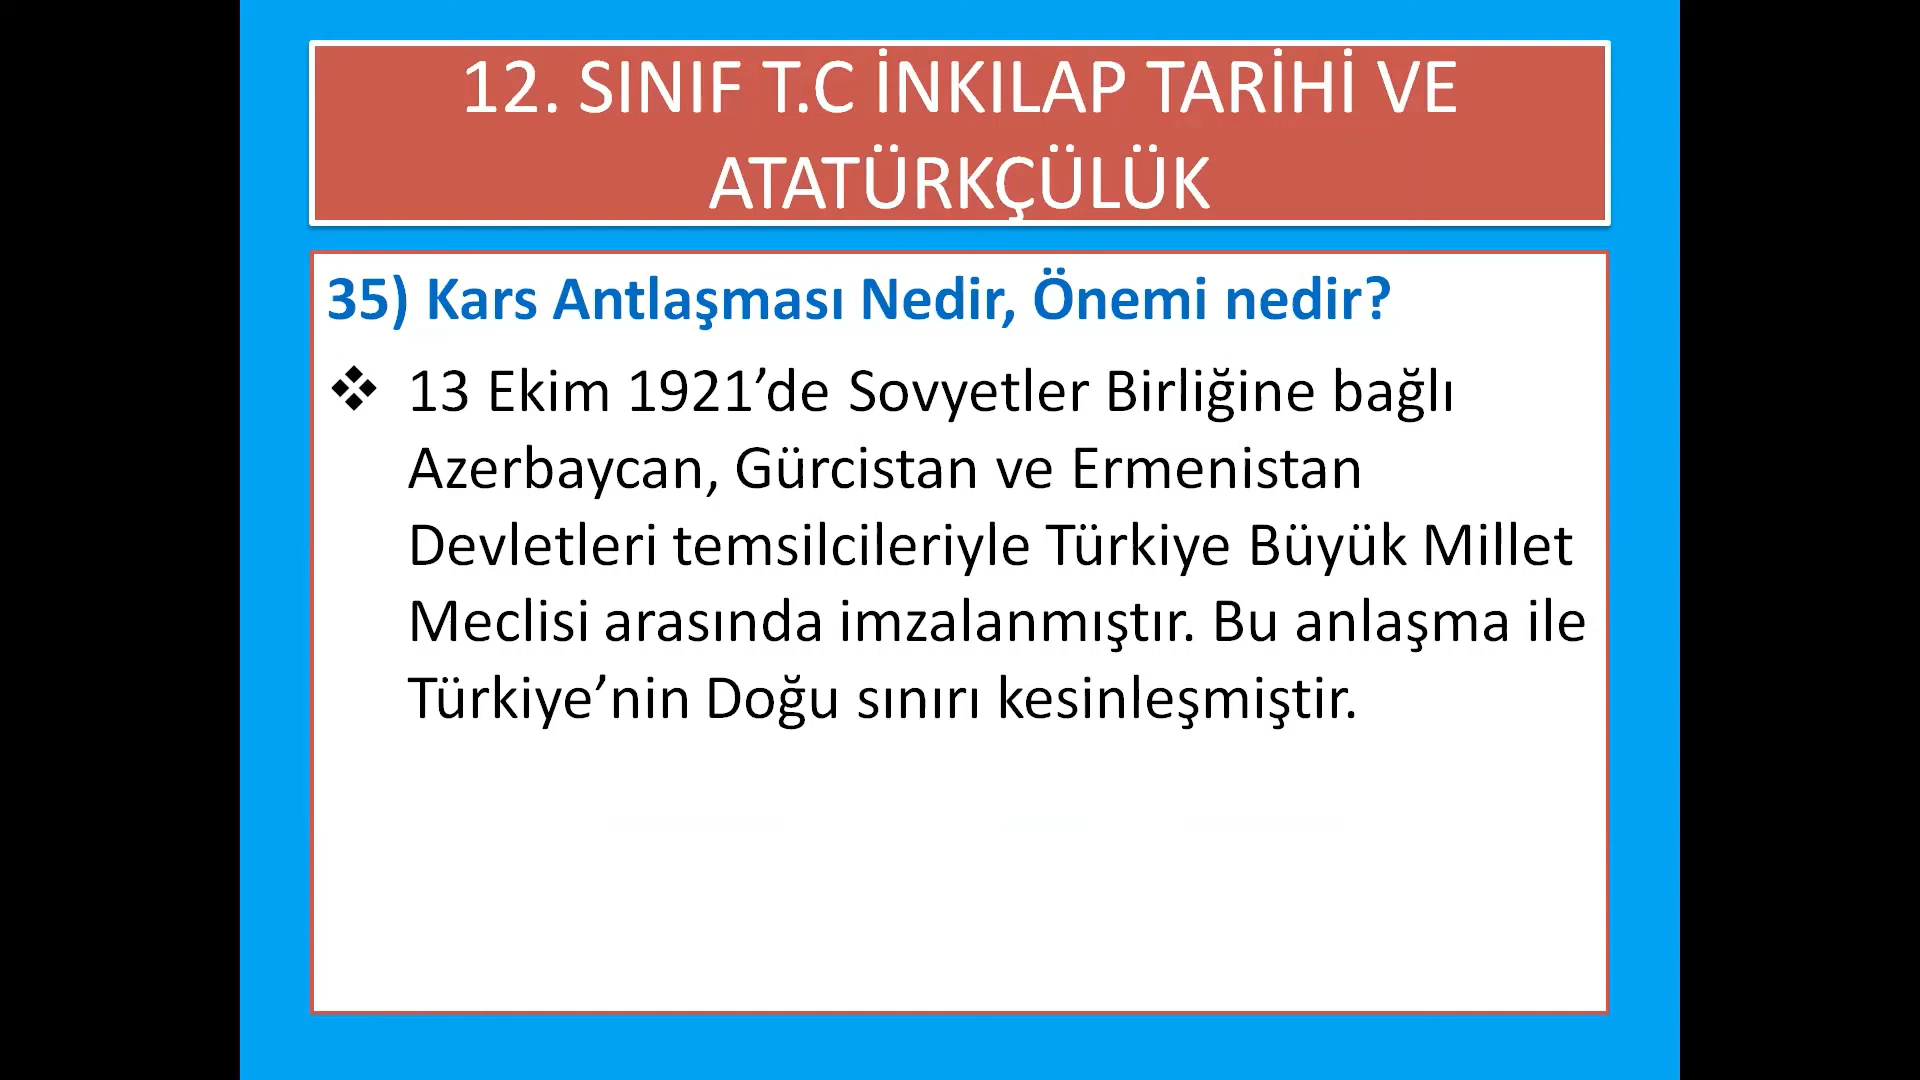 12. SINIF T.C İNKILAP TARİHİ VE
ATATÜRKÇÜLÜK
35) Kars Antlaşması Nedir, Önemi nedir?
❖ 13 Ekim 1921’de Sovyetler Birliğine bağlı
Azerbaycan, Gürcistan ve Ermenistan
Devletleri temsilcileriyle Türkiye Büyük Millet
Meclisi arasında imzalanmıştır. Bu anlaşma ile
Türkiye’nin Doğu sınırı kesinleşmiştir.